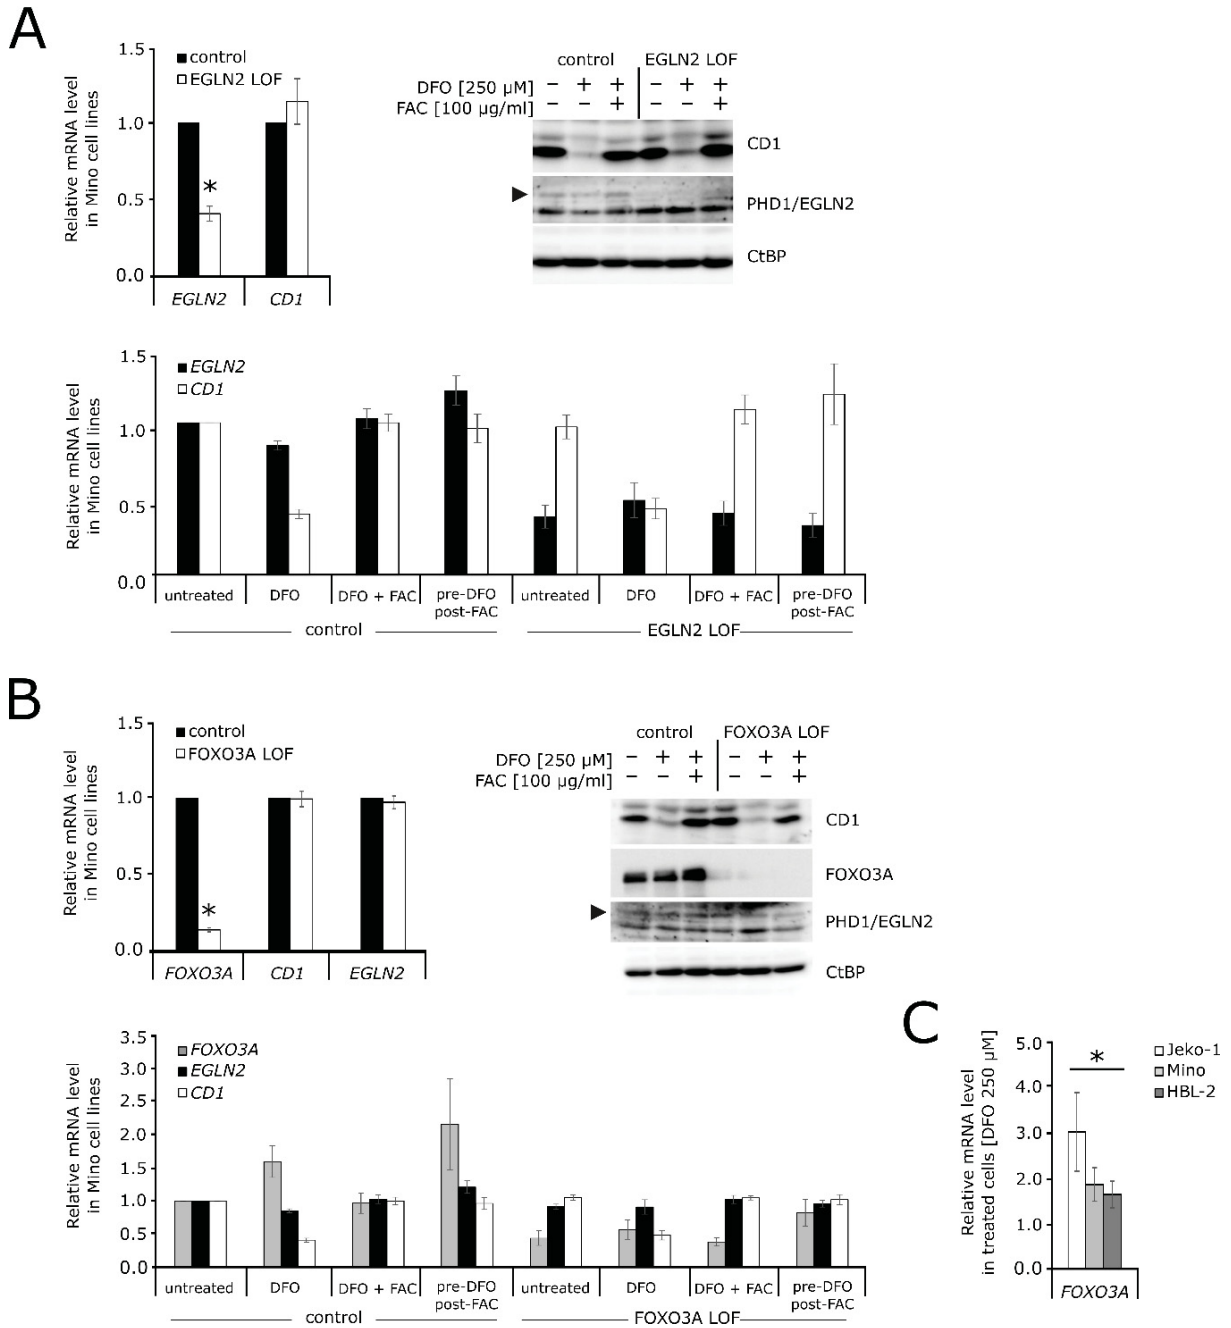 A
1.5
1.0
0.5
0.0
Relative mRNA level
in Mino cell lines
control
EGLN2 LOF
*
EGLN2
CD1
control
EGLN2 LOF
DFO [250 µM]
− + + − + +
FAC [100 µg/ml]
− − + − − +
CD1
PHD1/EGLN2
CtBP
1.5
1.0
0.5
0.0
Relative mRNA level
in Mino cell lines
EGLN2
CD1
untreated
DFO
DFO + FAC
pre-DFO
post-FAC
untreated
DFO
DFO + FAC
pre-DFO
post-FAC
control
EGLN2 LOF
B
1.5
1.0
0.5
0.0
Relative mRNA level
in Mino cell lines
control
FOXO3A LOF
*
FOXO3A
CD1
EGLN2
control
FOXO3A LOF
DFO [250 µM]
− + + − + +
FAC [100 µg/ml]
− − + − − +
CD1
FOXO3A
PHD1/EGLN2
CtBP
3.5
3.0
2.5
2.0
1.5
1.0
0.5
0.0
Relative mRNA level
in Mino cell lines
FOXO3A
EGLN2
CD1
untreated
DFO
DFO + FAC
pre-DFO
post-FAC
untreated
DFO
DFO + FAC
pre-DFO
post-FAC
control
FOXO3A LOF
C
5.0
4.0
3.0
2.0
1.0
0.0
Relative mRNA level
in treated cells [DFO 250 µM]
*
Jeko-1
Mino
HBL-2
FOXO3A